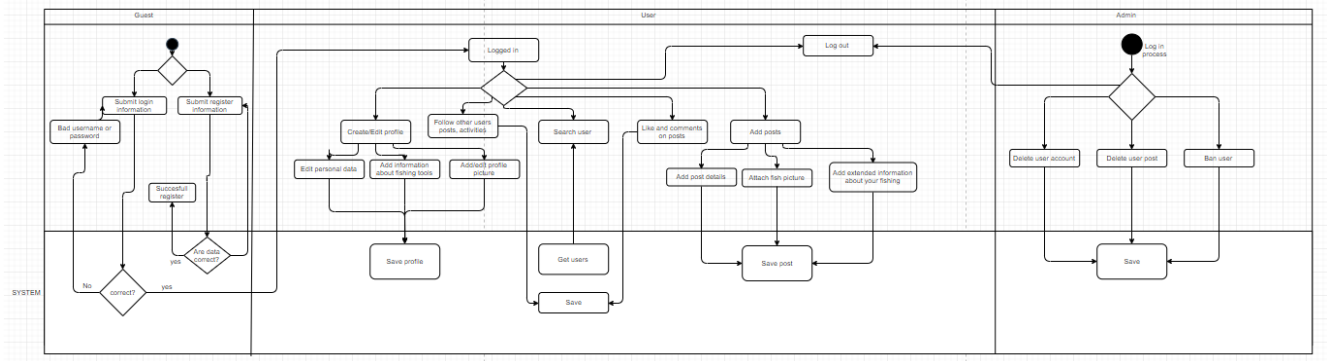 Guest
User
Admin
Logged in
Log out
Log in
process
Submit login
information
Submit register
information
Bad username or
password
Create/Edit profile
Follow other users
posts, activities
Search user
Like and comments
on posts
Add posts
Edit personal data
Add information
about fishing tools
Add/edit profile
picture
Add post details
Attach fish picture
Add extended information
about your fishing
Delete user account
Delete user post
Ban user
Succesfull
register
Are data
correct?
yes
Save profile
Get users
Save post
Save
SYSTEM
No
correct?
yes
Save